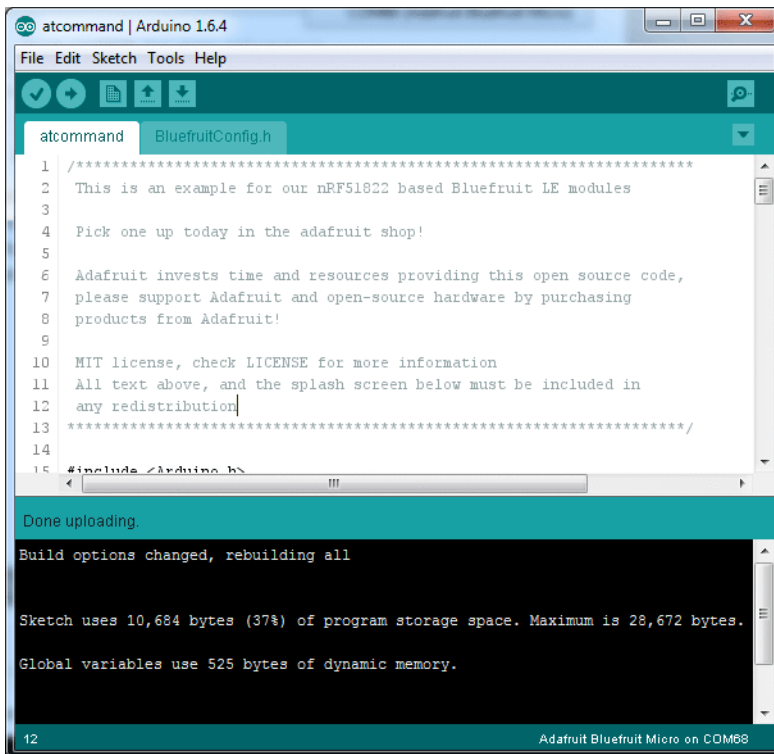 atcommand | Arduino 1.6.4
File Edit Sketch Tools Help
atcommand BluefruitConfig.h
1 /*********************************************************************
2 This is an example for our nRF51822 based Bluefruit LE modules
3
4 Pick one up today in the adafruit shop!
5
6 Adafruit invests time and resources providing this open source code,
7 please support Adafruit and open-source hardware by purchasing
8 products from Adafruit!
9
10 MIT license, check LICENSE for more information
11 All text above, and the splash screen below must be included in
12 any redistribution
13 *********************************************************************/
14
15 #include <Arduino.h>
Done uploading.
Build options changed, rebuilding all
Sketch uses 10,684 bytes (37%) of program storage space. Maximum is 28,672 bytes.
Global variables use 525 bytes of dynamic memory.
12 Adafruit Bluefruit Micro on COM68